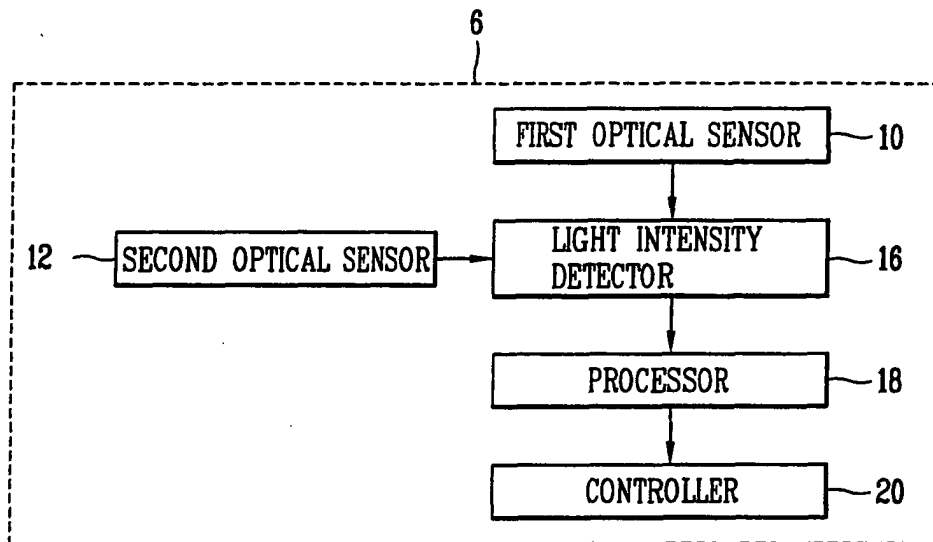 6
FIRST OPTICAL SENSOR
10
12
SECOND OPTICAL SENSOR
LIGHT INTENSITY
DETECTOR
16
PROCESSOR
18
CONTROLLER
20